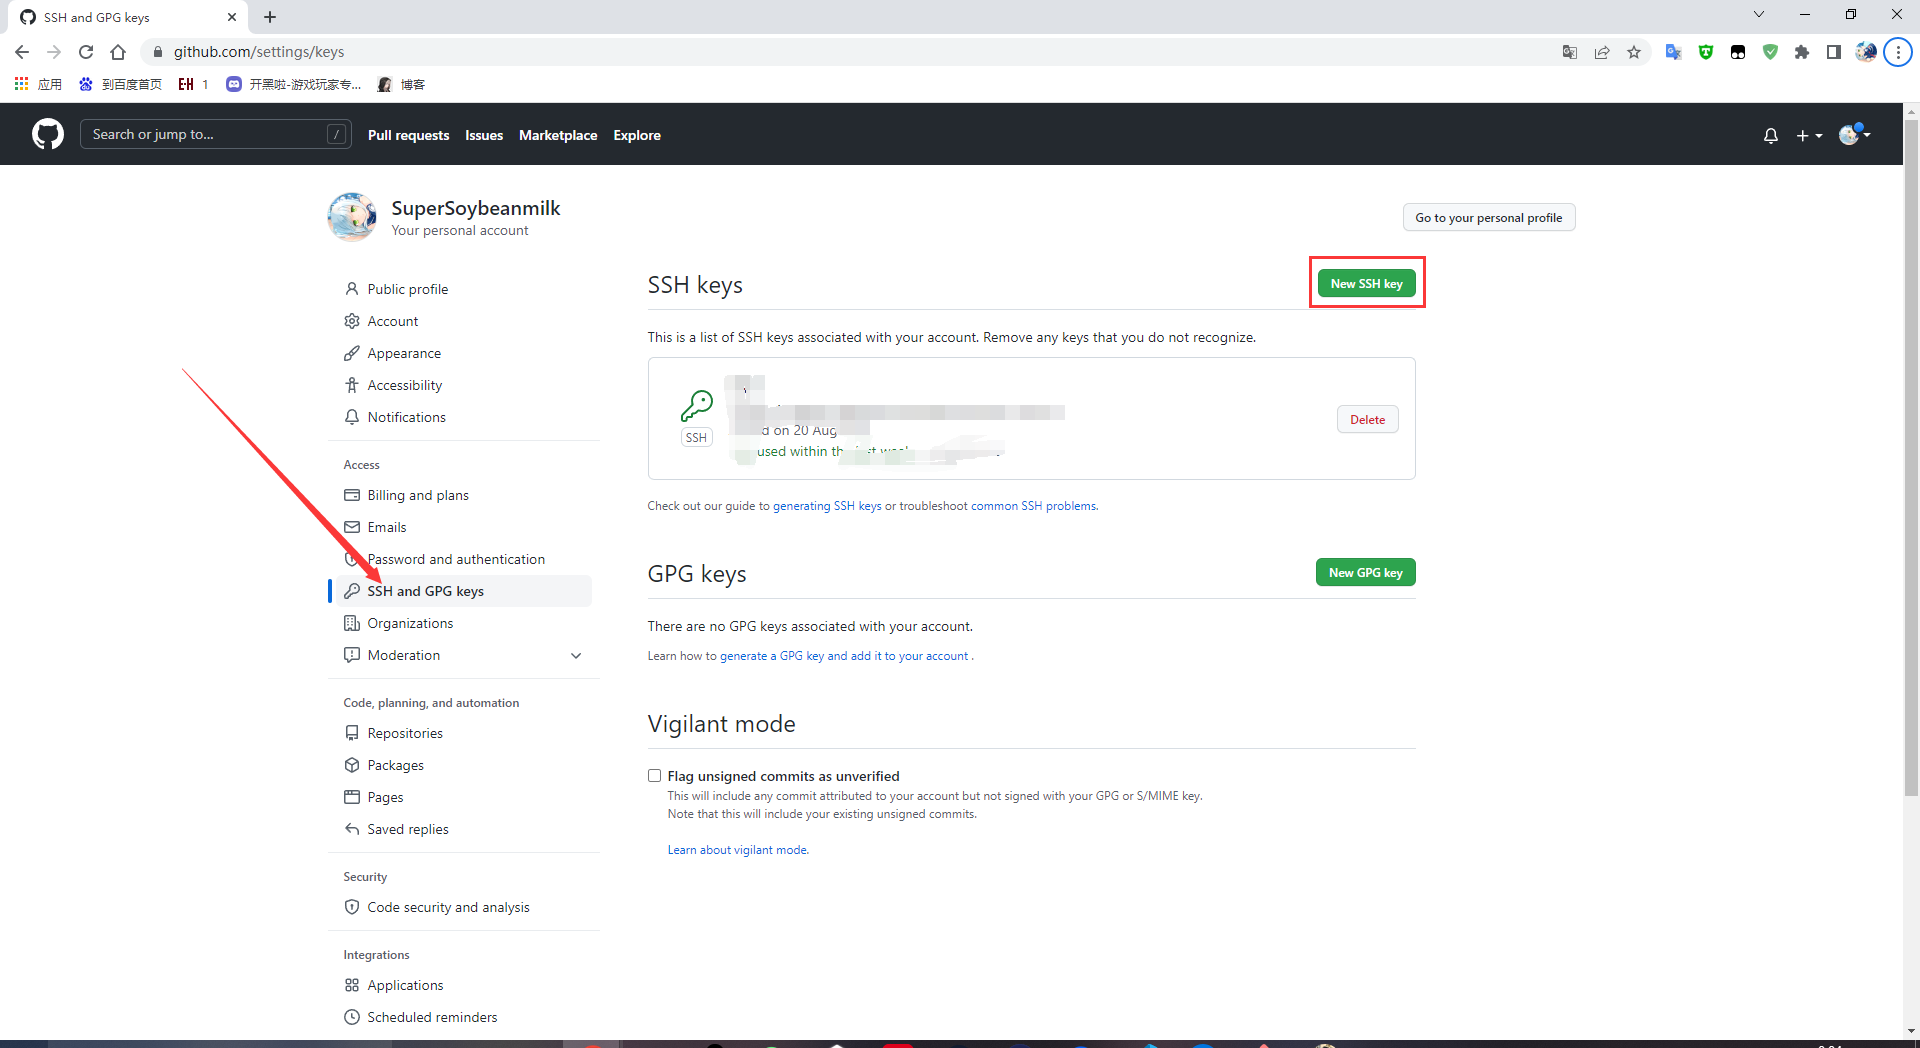 SSH and GPG keys
github.com/settings/keys
应用
到百度首页
E·H 1
开黑啦-游戏玩家专...
博客
Search or jump to... /
Pull requests Issues Marketplace Explore
SuperSoybeanmilk
Your personal account
Go to your personal profile
Public profile
Account
Appearance
Accessibility
Notifications
Access
Billing and plans
Emails
Password and authentication
SSH and GPG keys
Organizations
Moderation
Code, planning, and automation
Repositories
Packages
Pages
Saved replies
Security
Code security and analysis
Integrations
Applications
Scheduled reminders
SSH keys
New SSH key
This is a list of SSH keys associated with your account. Remove any keys that you do not recognize.
SSH
on 20 Aug
used within
Delete
Check out our guide to generating SSH keys or troubleshoot common SSH problems.
GPG keys
New GPG key
There are no GPG keys associated with your account.
Learn how to generate a GPG key and add it to your account .
Vigilant mode
Flag unsigned commits as unverified
This will include any commit attributed to your account but not signed with your GPG or S/MIME key.
Note that this will include your existing unsigned commits.
Learn about vigilant mode.